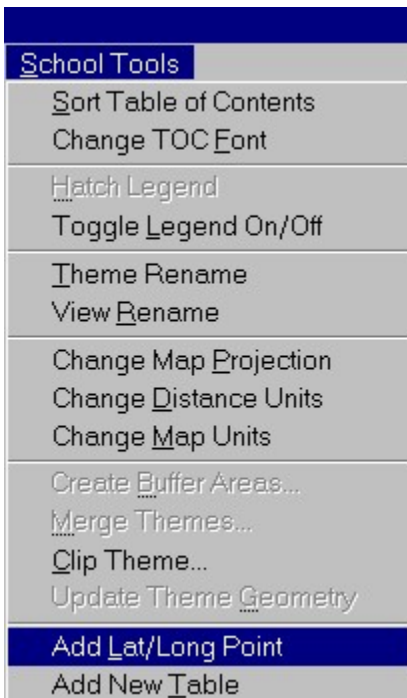 School Tools
Sort Table of Contents
Change TOC Font
Hatch Legend
Toggle Legend On/Off
Theme Rename
View Rename
Change Map Projection
Change Distance Units
Change Map Units
Create Buffer Areas...
Merge Themes...
Clip Theme...
Update Theme Geometry
Add Lat/Long Point
Add New Table